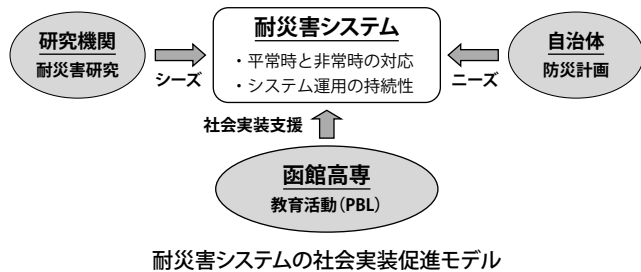 研究機関
耐災害研究
シーズ
耐災害システム
・平常時と非常時の対応
・システム運用の持続性
自治体
防災計画
ニーズ
社会実装支援
函館高専
教育活動(PBL)
耐災害システムの社会実装促進モデル